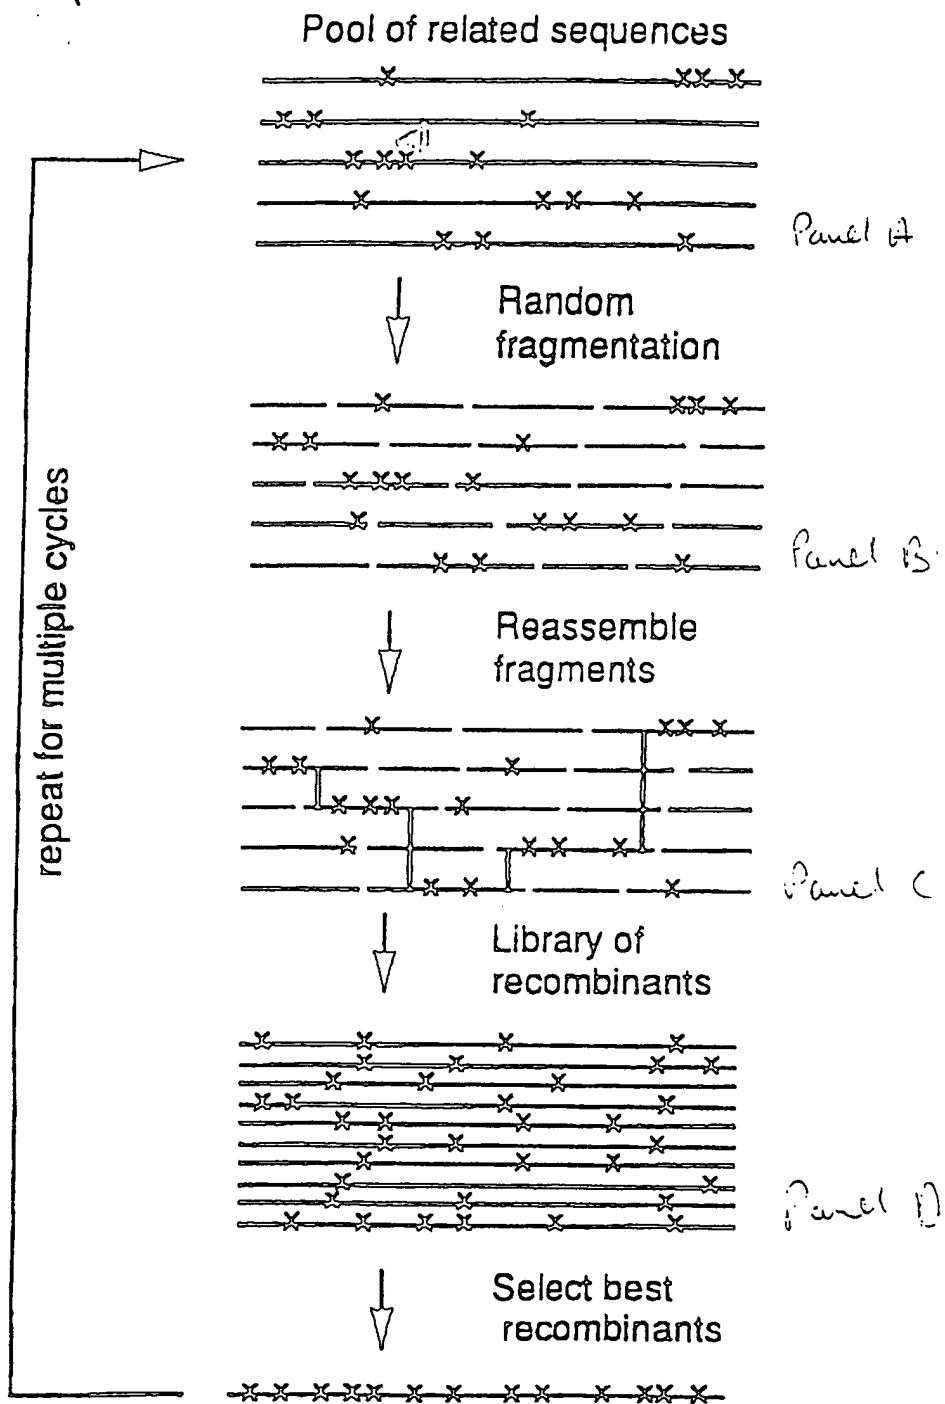 Pool of related sequences
Panel A
Random
fragmentation
Panel B
repeat for multiple cycles
Reassemble
fragments
Panel C
Library of
recombinants
Panel D
Select best
recombinants